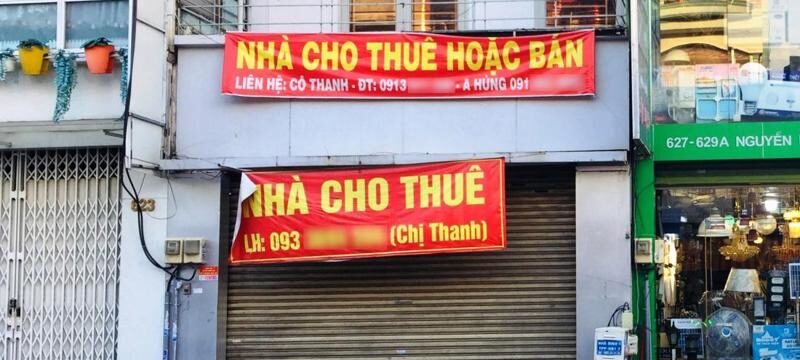 NHÀ CHO THUÊ HOẶC BÁN
LIÊN HỆ: CÔ THANH - ĐT: 0913 - A HÙNG 091
NHÀ CHO THUÊ
LH: 093 (Chị Thanh)
623
627-629A NGUYỄN